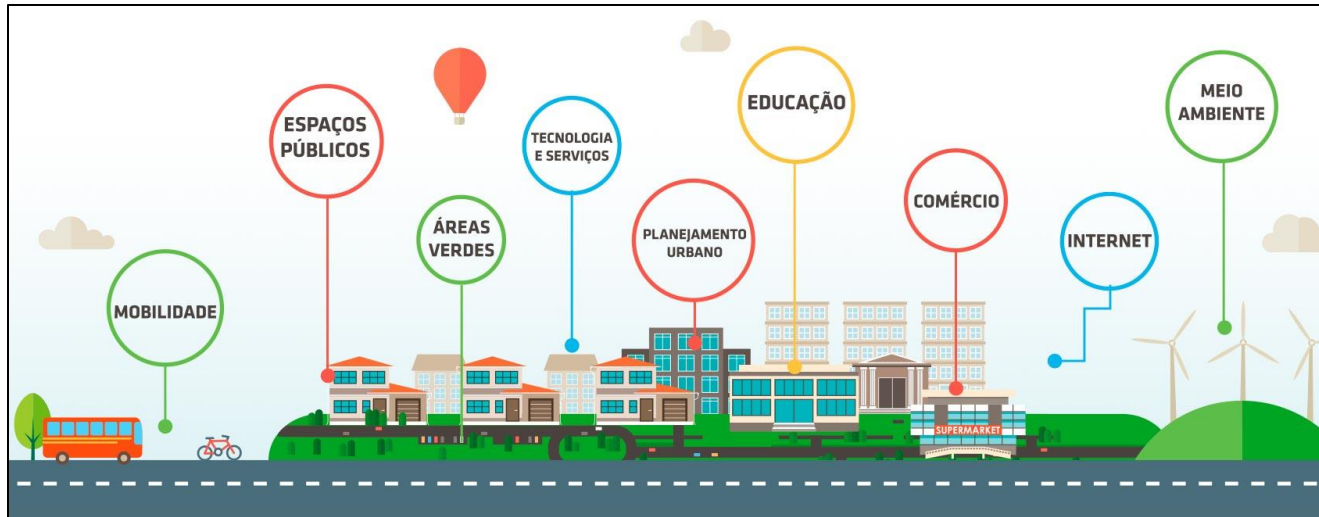 ESPAÇOS
PÚBLICOS
TECNOLOGIA
E SERVIÇOS
EDUCAÇÃO
MEIO
AMBIENTE
ÁREAS
VERDES
PLANEJAMENTO
URBANO
COMÉRCIO
INTERNET
MOBILIDADE
SUPERMARKET